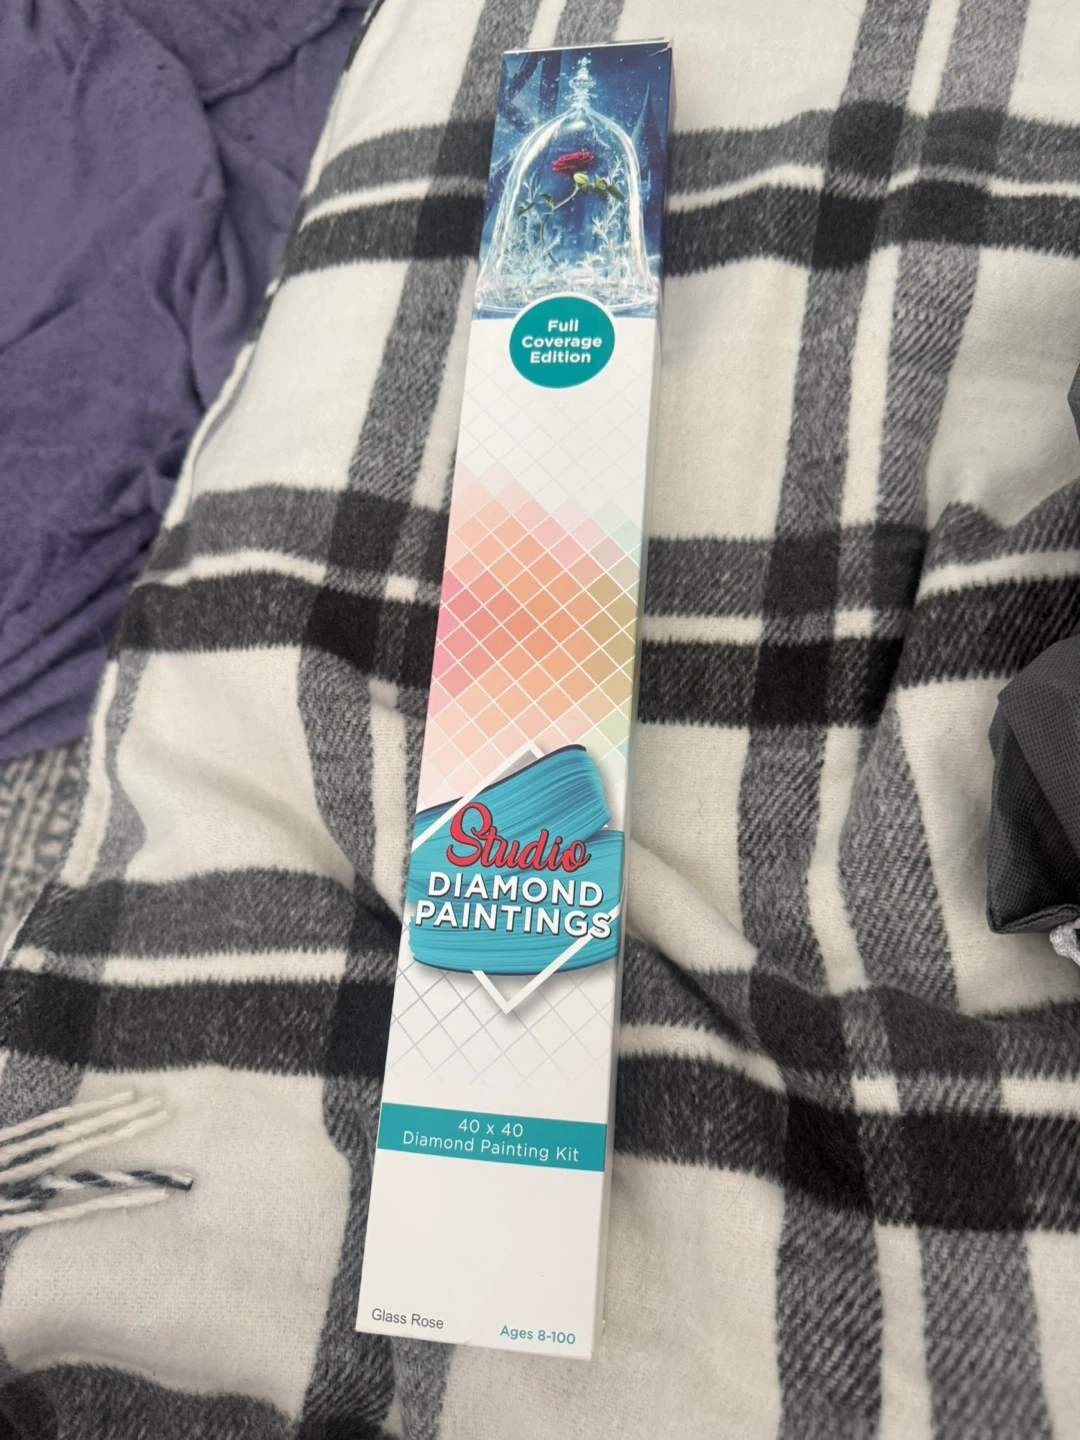 Full
Coverage
Edition
Studio
DIAMOND
PAINTINGS
40 x 40
Diamond Painting Kit
Glass Rose
Ages 8-100